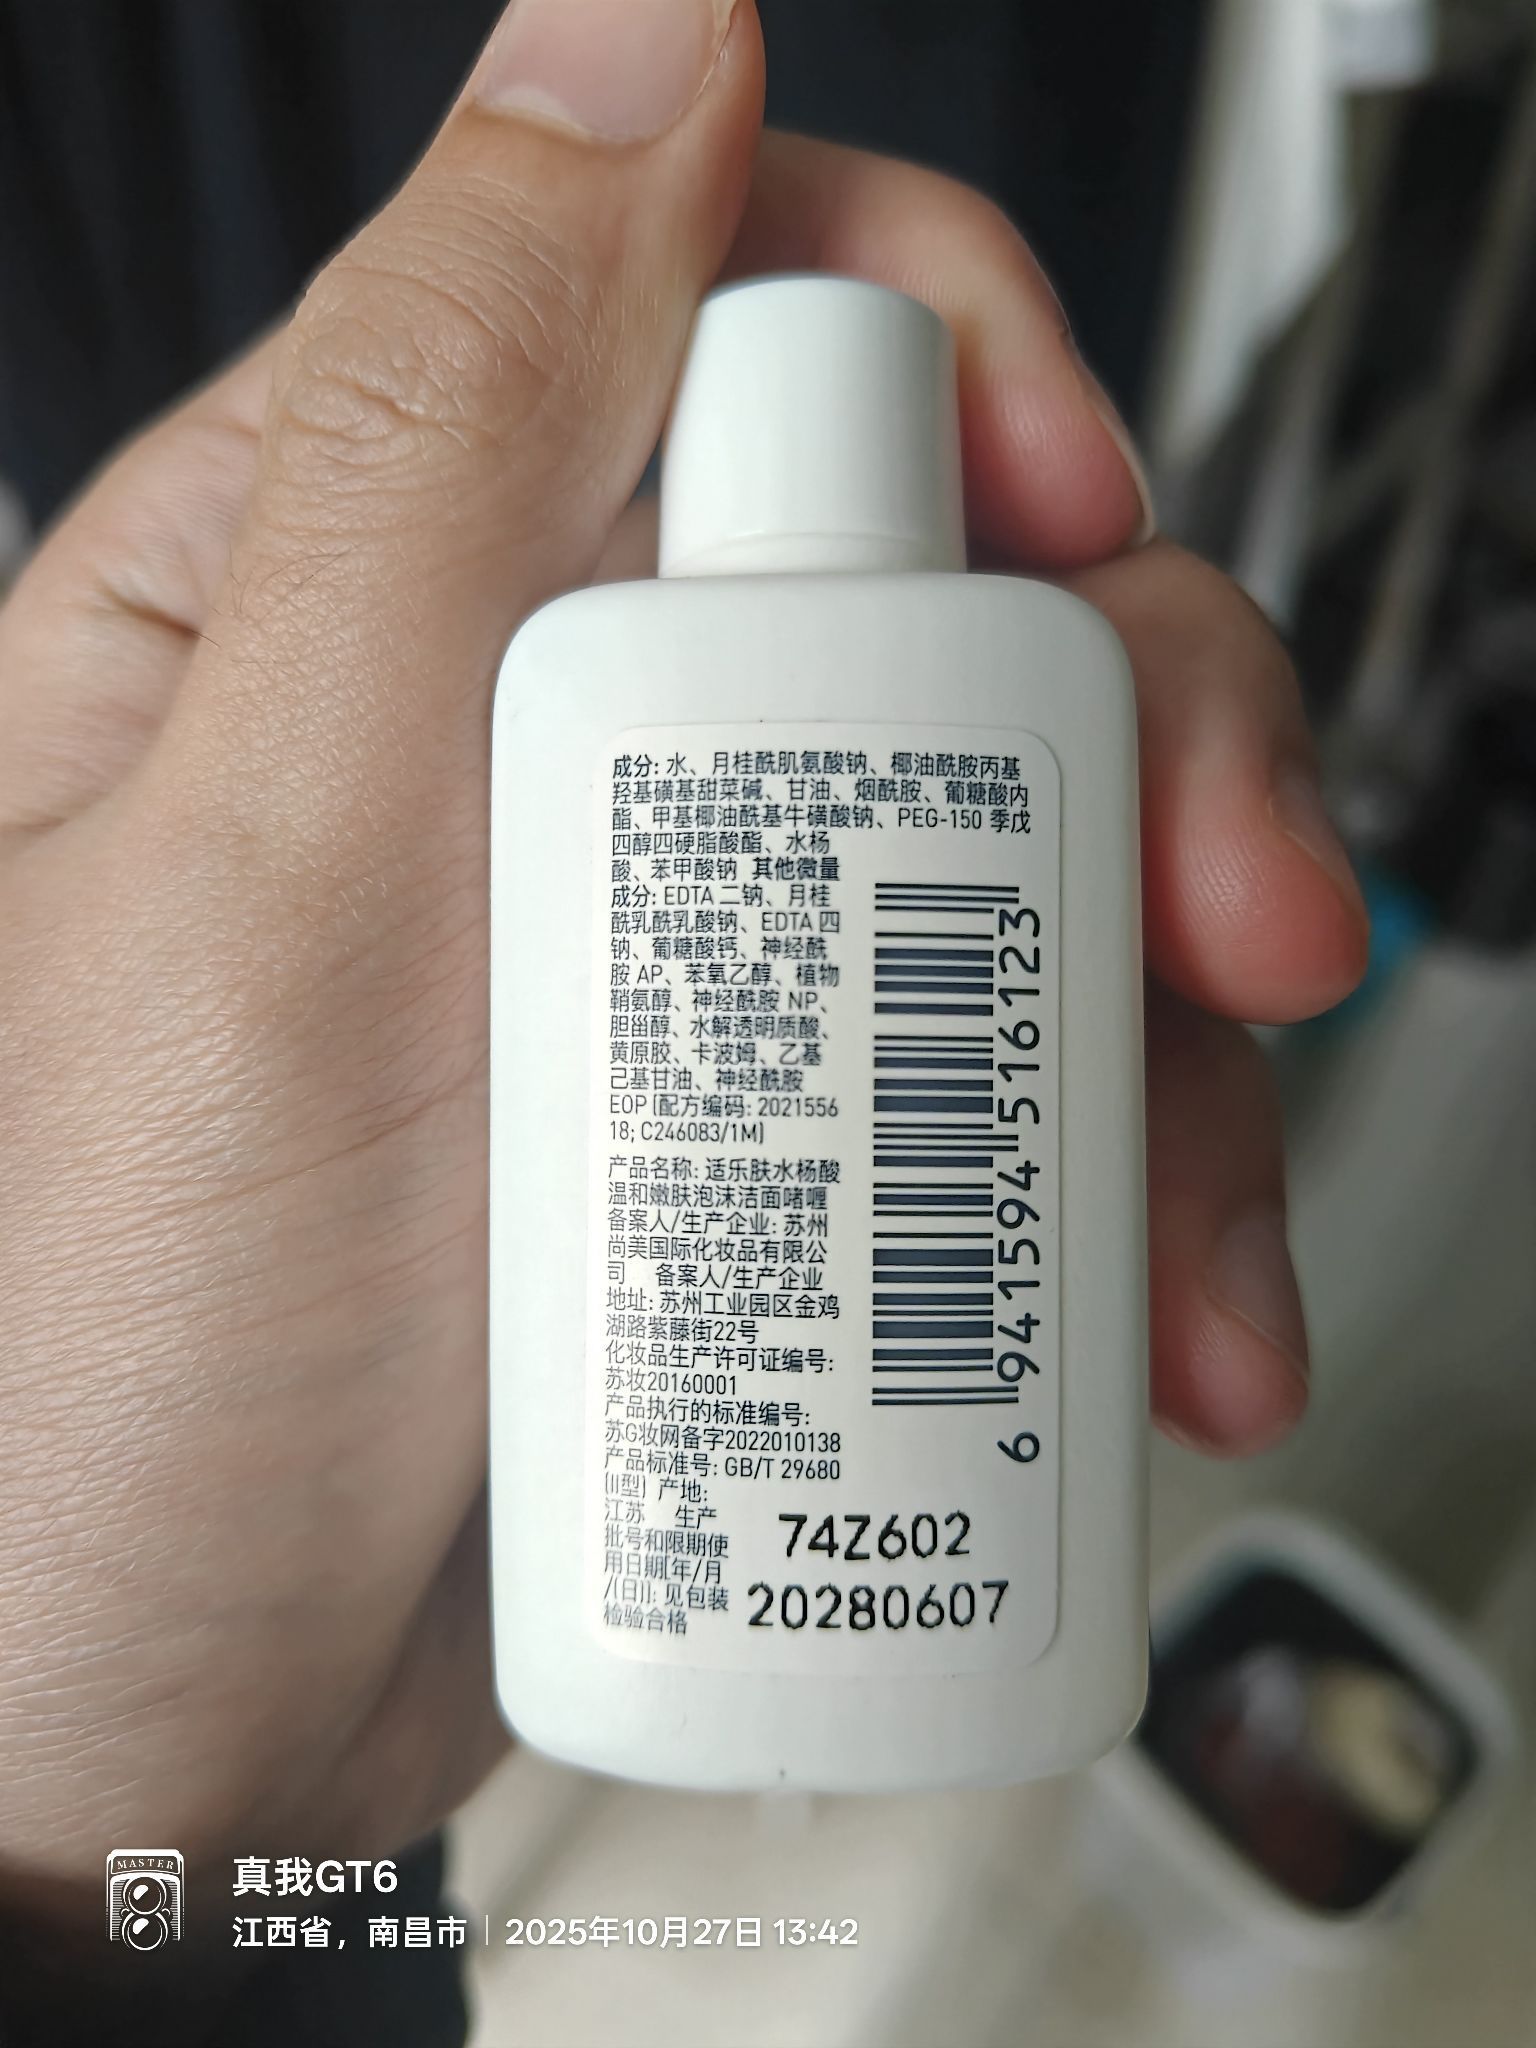 成分: 水、月桂酰肌氨酸钠、椰油酰胺丙基
羟基磺基甜菜碱、甘油、烟酰胺、葡糖酸内
酯、甲基椰油酰基牛磺酸钠、PEG-150 季戊
四醇四硬脂酸酯、水杨
酸、苯甲酸钠 其他微量
成分: EDTA 二钠、月桂
酰乳酰乳酸钠、EDTA 四
钠、葡糖酸钙、神经酰
胺 AP、苯氧乙醇、植物
鞘氨醇、神经酰胺 NP、
胆甾醇、水解透明质酸、
黄原胶、卡波姆、乙基
己基甘油、神经酰胺
EOP (配方编码: 2021556
18; C246083/1M)
产品名称: 适乐肤水杨酸
温和嫩肤泡沫洁面啫喱
备案人/生产企业: 苏州
尚美国际化妆品有限公
司 备案人/生产企业
地址: 苏州工业园区金鸡
湖路紫藤街22号
化妆品生产许可证编号:
苏妆20160001
产品执行的标准编号:
苏G妆网备字2022010138
产品标准号: GB/T 29680
(II型) 产地:
江苏 生产
批号和限期使
用日期[年/月
/(日)]: 见包装
检验合格
6 941594 516123
74Z602
20280607
MASTER
真我GT6
江西省，南昌市｜2025年10月27日 13:42